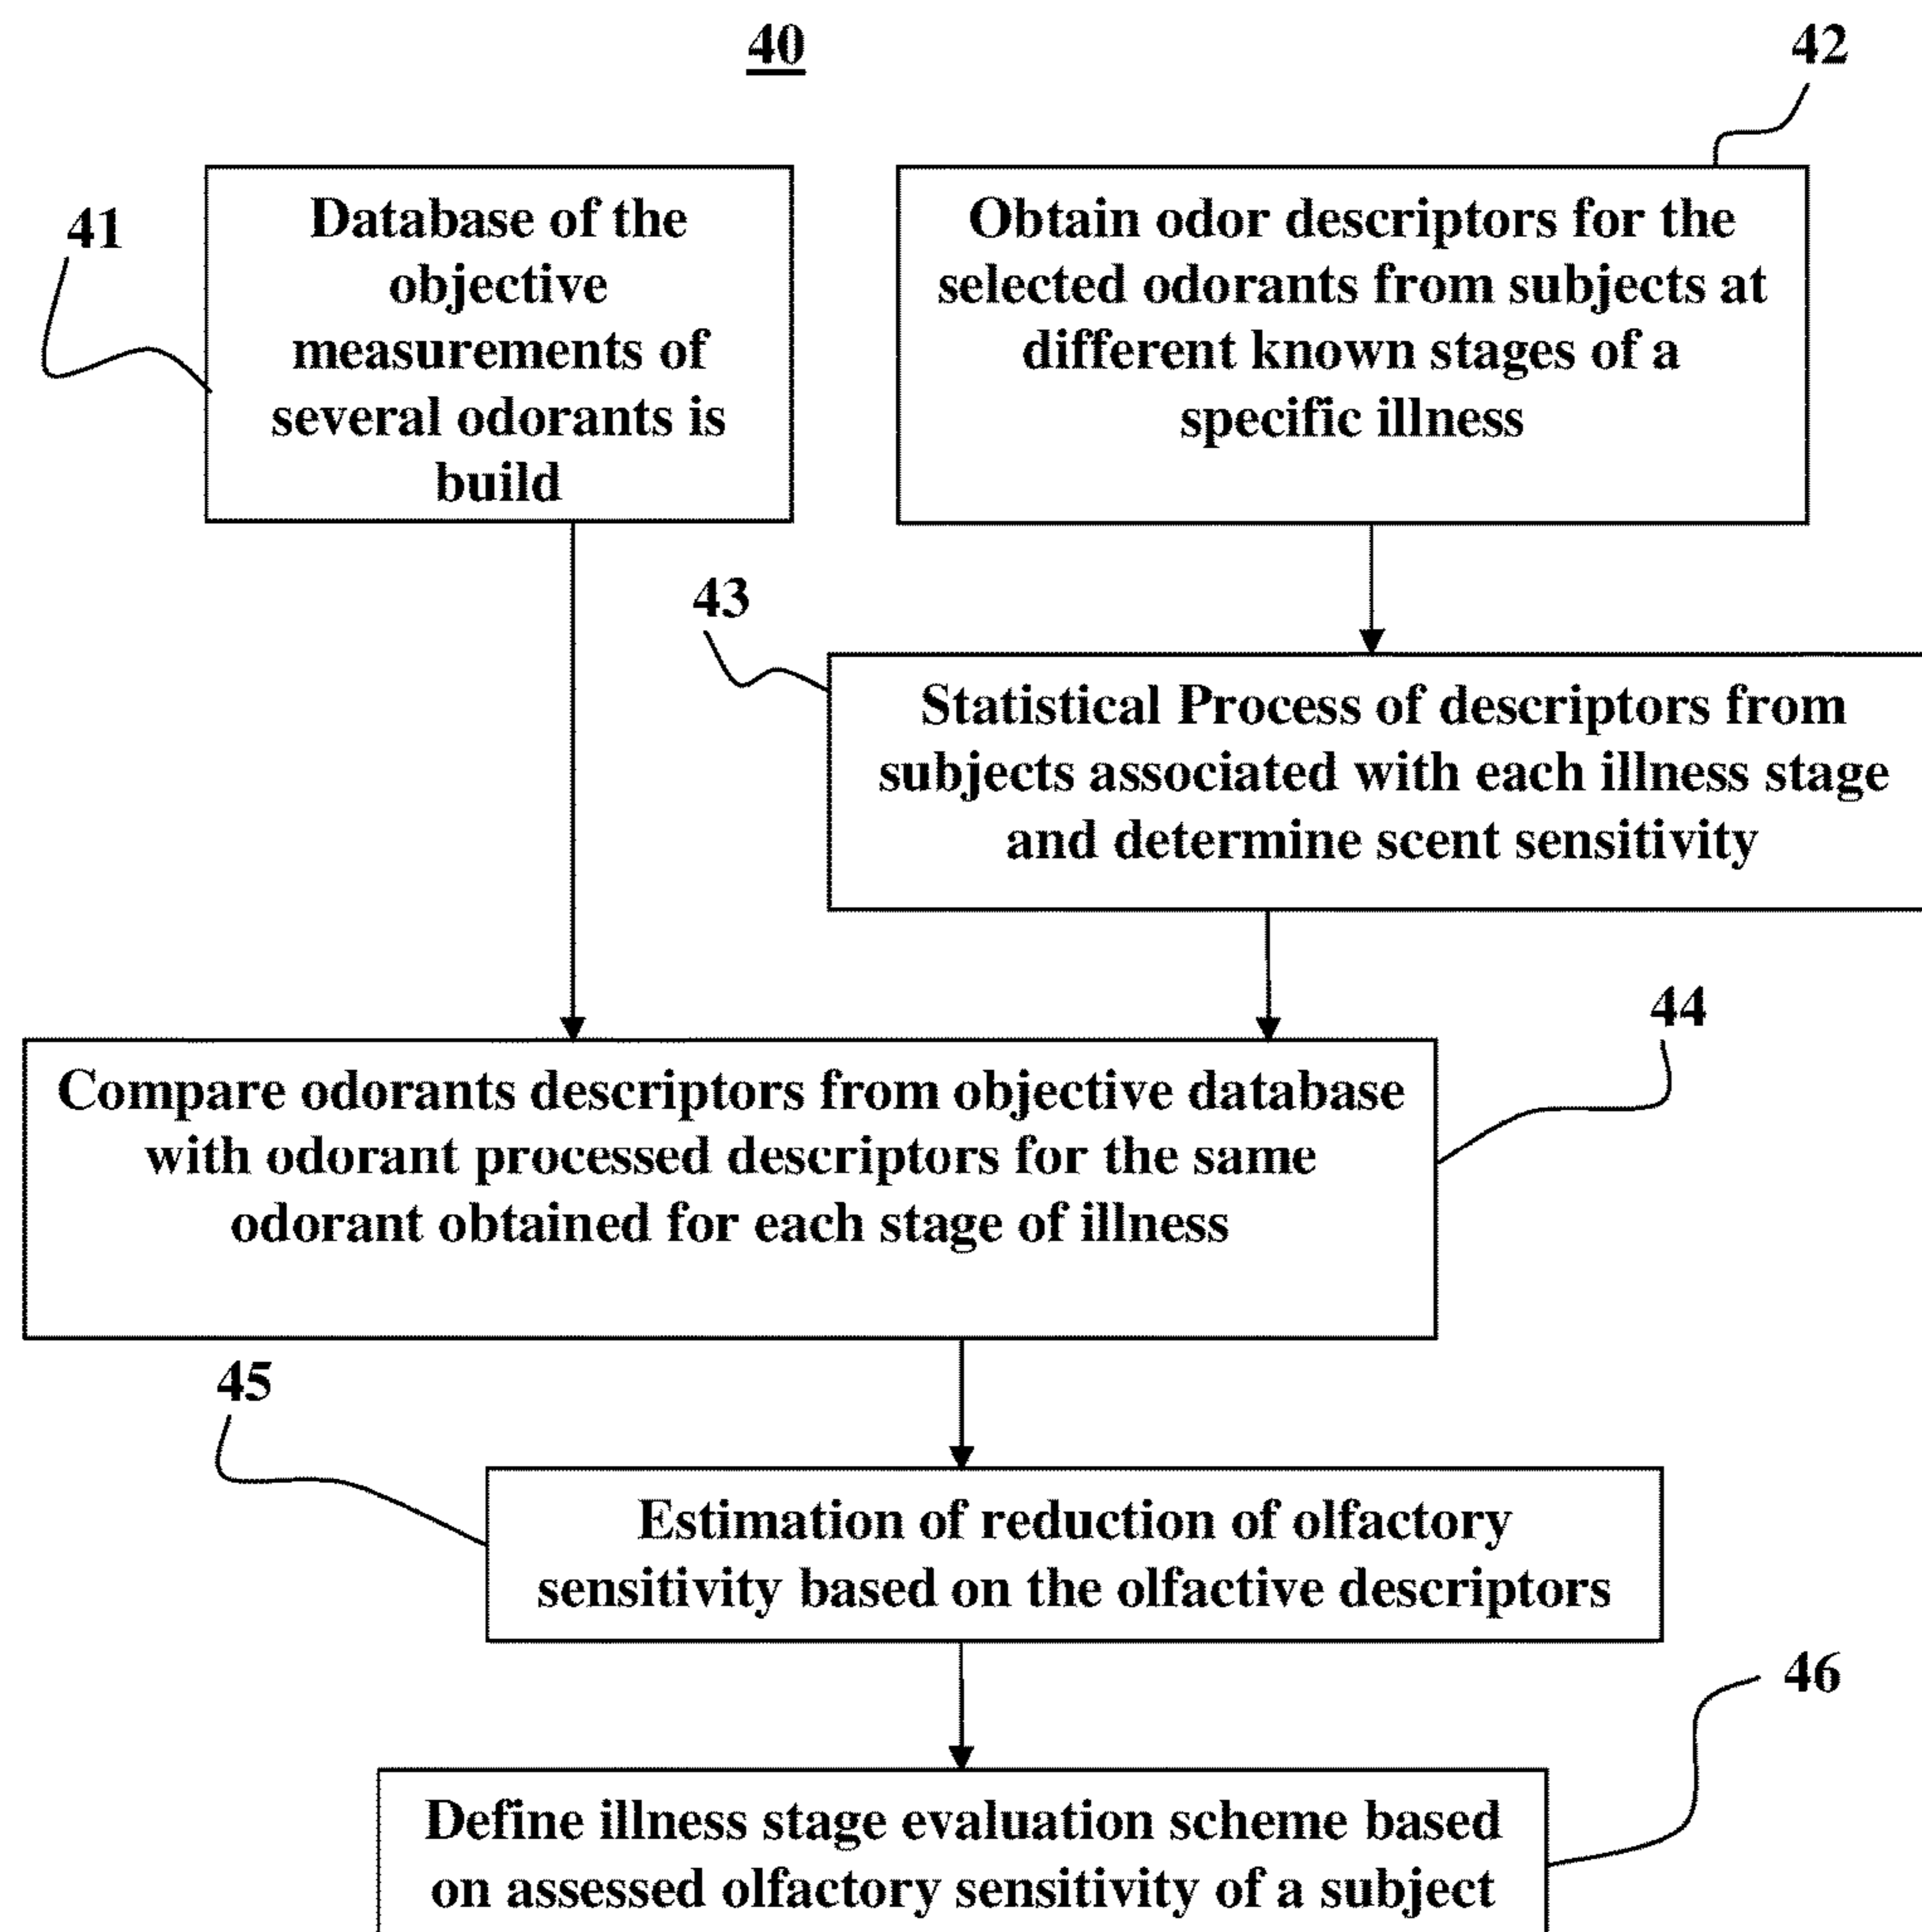 40
42
41
Database of the
objective
measurements of
several odorants is
build
Obtain odor descriptors for the
selected odorants from subjects at
different known stages of a
specific illness
43
Statistical Process of descriptors from
subjects associated with each illness stage
and determine scent sensitivity
44
Compare odorants descriptors from objective database
with odorant processed descriptors for the same
odorant obtained for each stage of illness
45
Estimation of reduction of olfactory
sensitivity based on the olfactive descriptors
46
Define illness stage evaluation scheme based
on assessed olfactory sensitivity of a subject